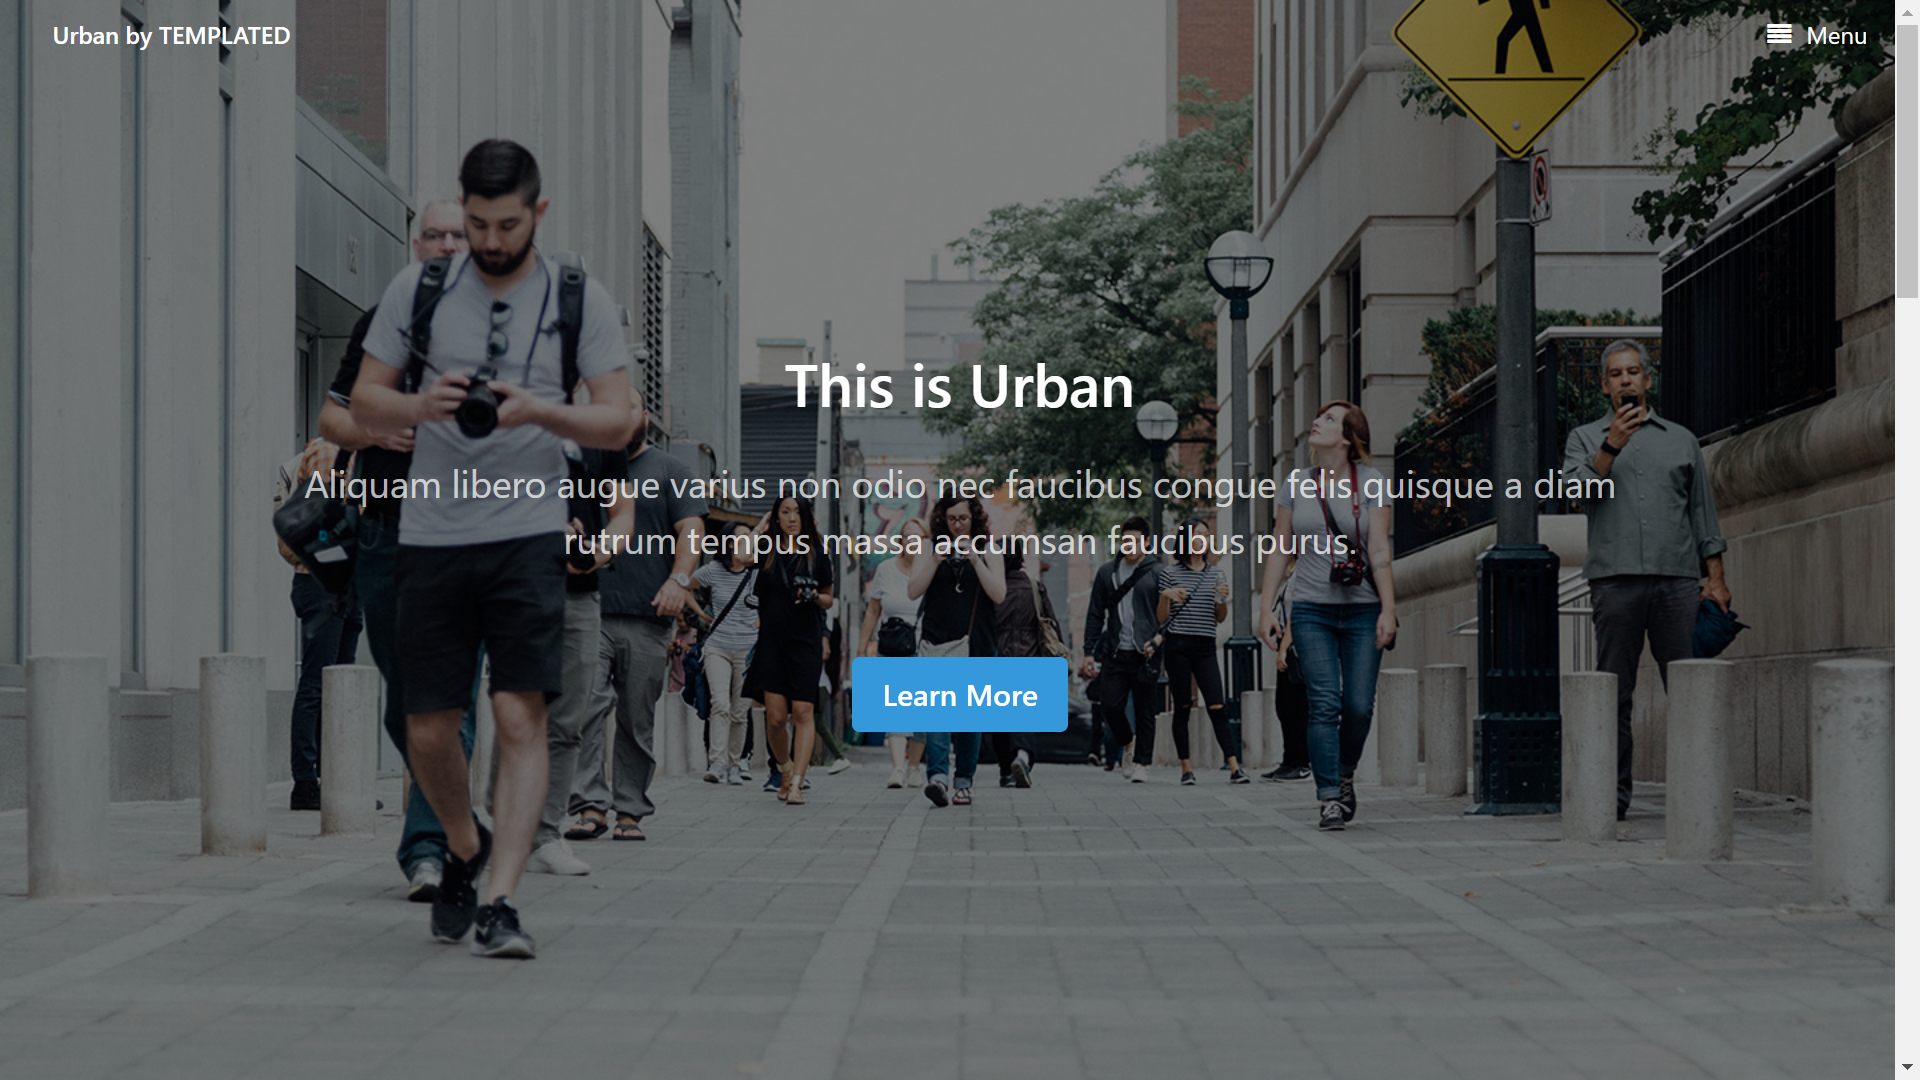 Urban by TEMPLATED
Menu
This is Urban
Aliquam libero augue varius non odio nec faucibus congue felis quisque a diam
rutrum tempus massa accumsan faucibus purus.
Learn More